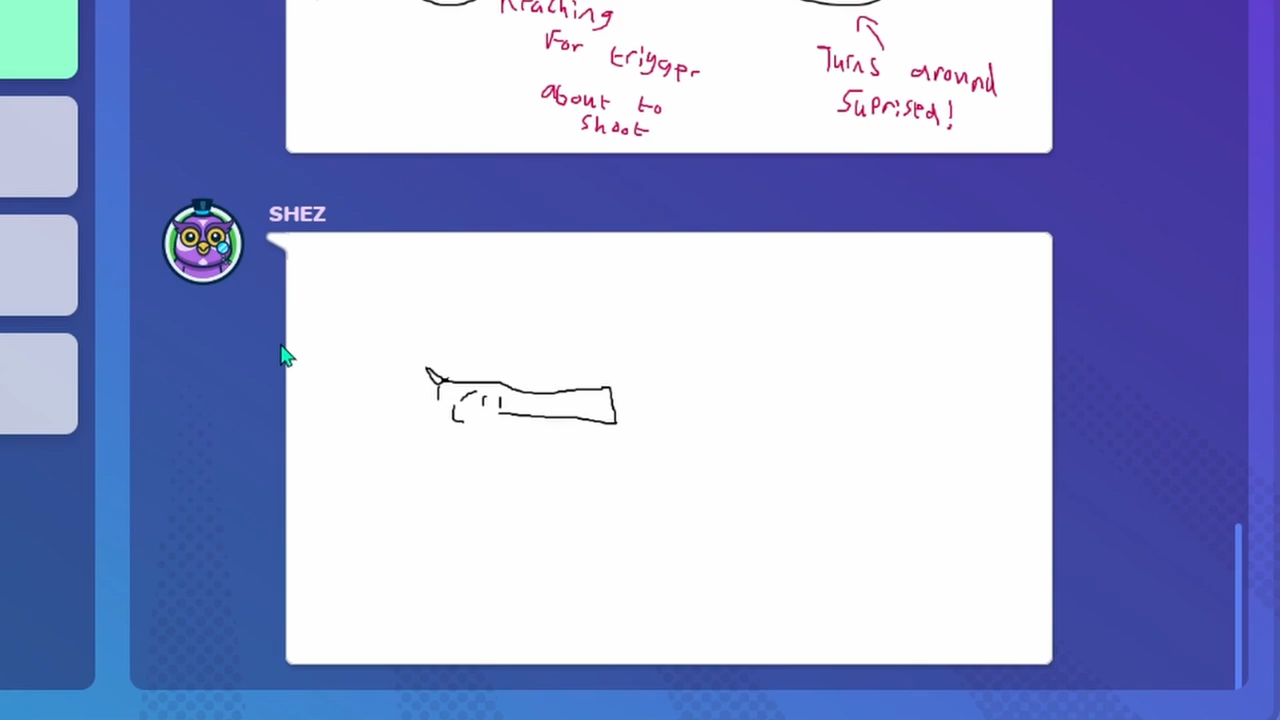 Reaching
For trigger
about to
shoot
Turns around
Suprised!
SHEZ